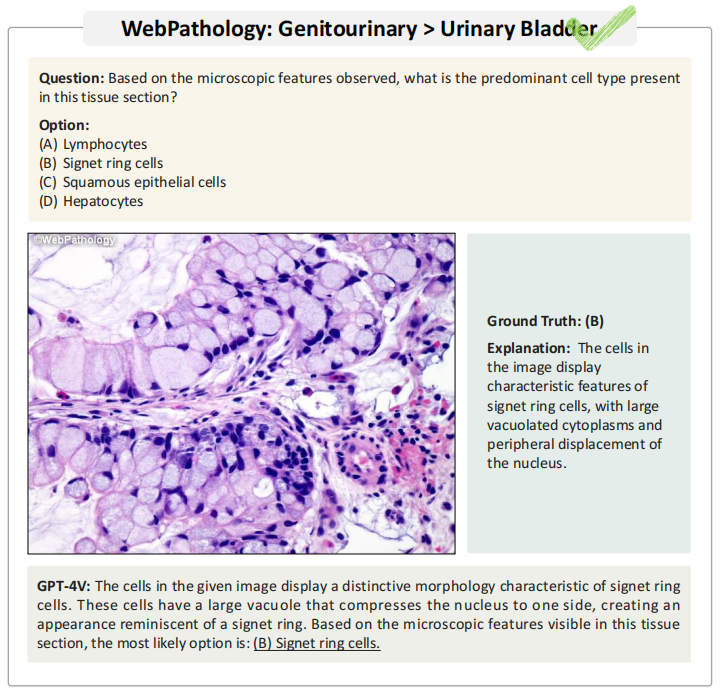 WebPathology: Genitourinary > Urinary Bladder
Question: Based on the microscopic features observed, what is the predominant cell type present
in this tissue section?
Option:
(A) Lymphocytes
(B) Signet ring cells
(C) Squamous epithelial cells
(D) Hepatocytes
©WebPathology
Ground Truth: (B)
Explanation: The cells in
the image display
characteristic features of
signet ring cells, with large
vacuolated cytoplasms and
peripheral displacement of
the nucleus.
GPT-4V: The cells in the given image display a distinctive morphology characteristic of signet ring
cells. These cells have a large vacuole that compresses the nucleus to one side, creating an
appearance reminiscent of a signet ring. Based on the microscopic features visible in this tissue
section, the most likely option is: (B) Signet ring cells.